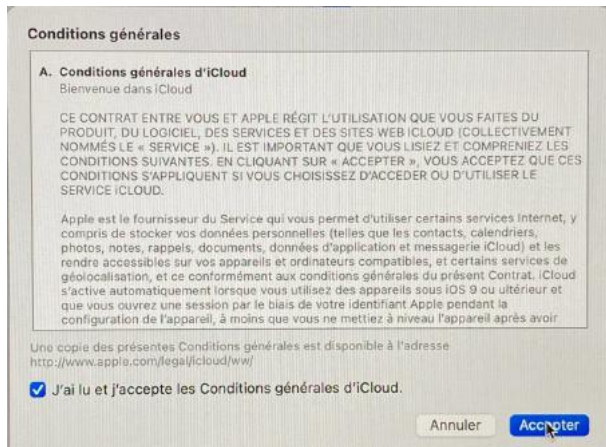 Conditions générales
A. Conditions générales d'iCloud
Bienvenue dans iCloud
CE CONTRAT ENTRE VOUS ET APPLE RÉGIT L'UTILISATION QUE VOUS FAITES DU
PRODUIT, DU LOGICIEL, DES SERVICES ET DES SITES WEB ICLOUD (COLLECTIVEMENT
NOMMÉS LE « SERVICE »). IL EST IMPORTANT QUE VOUS LISIEZ ET COMPRENIEZ LES
CONDITIONS SUIVANTES. EN CLIQUANT SUR « ACCEPTER », VOUS ACCEPTEZ QUE CES
CONDITIONS S'APPLIQUENT SI VOUS CHOISISSEZ D'ACCEDER OU D'UTILISER LE
SERVICE iCLOUD.
Apple est le fournisseur du Service qui vous permet d'utiliser certains services Internet, y
compris de stocker vos données personnelles (telles que les contacts, calendriers,
photos, notes, rappels, documents, données d'application et messagerie iCloud) et les
rendre accessibles sur vos appareils et ordinateurs compatibles, et certains services de
géolocalisation, et ce conformément aux conditions générales du présent Contrat. iCloud
s'active automatiquement lorsque vous utilisez des appareils sous iOS 9 ou ultérieur et
que vous ouvrez une session par le biais de votre identifiant Apple pendant la
configuration de l'appareil, à moins que vous ne mettiez à niveau l'appareil après avoir
Une copie des présentes Conditions générales est disponible à l'adresse
http://www.apple.com/legal/icloud/ww/
J'ai lu et j'accepte les Conditions générales d'iCloud.
Annuler
Accepter